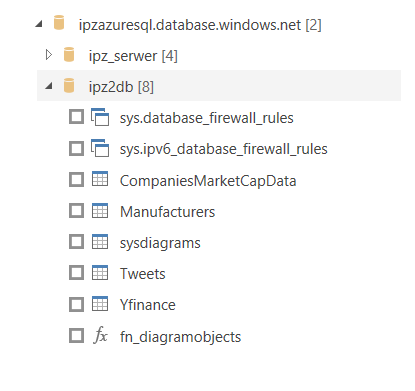 ipzazuresql.database.windows.net [2]
ipz_serwer [4]
ipz2db [8]
sys.database_firewall_rules
sys.ipv6_database_firewall_rules
CompaniesMarketCapData
Manufacturers
sysdiagrams
Tweets
Yfinance
fx fn_diagramobjects